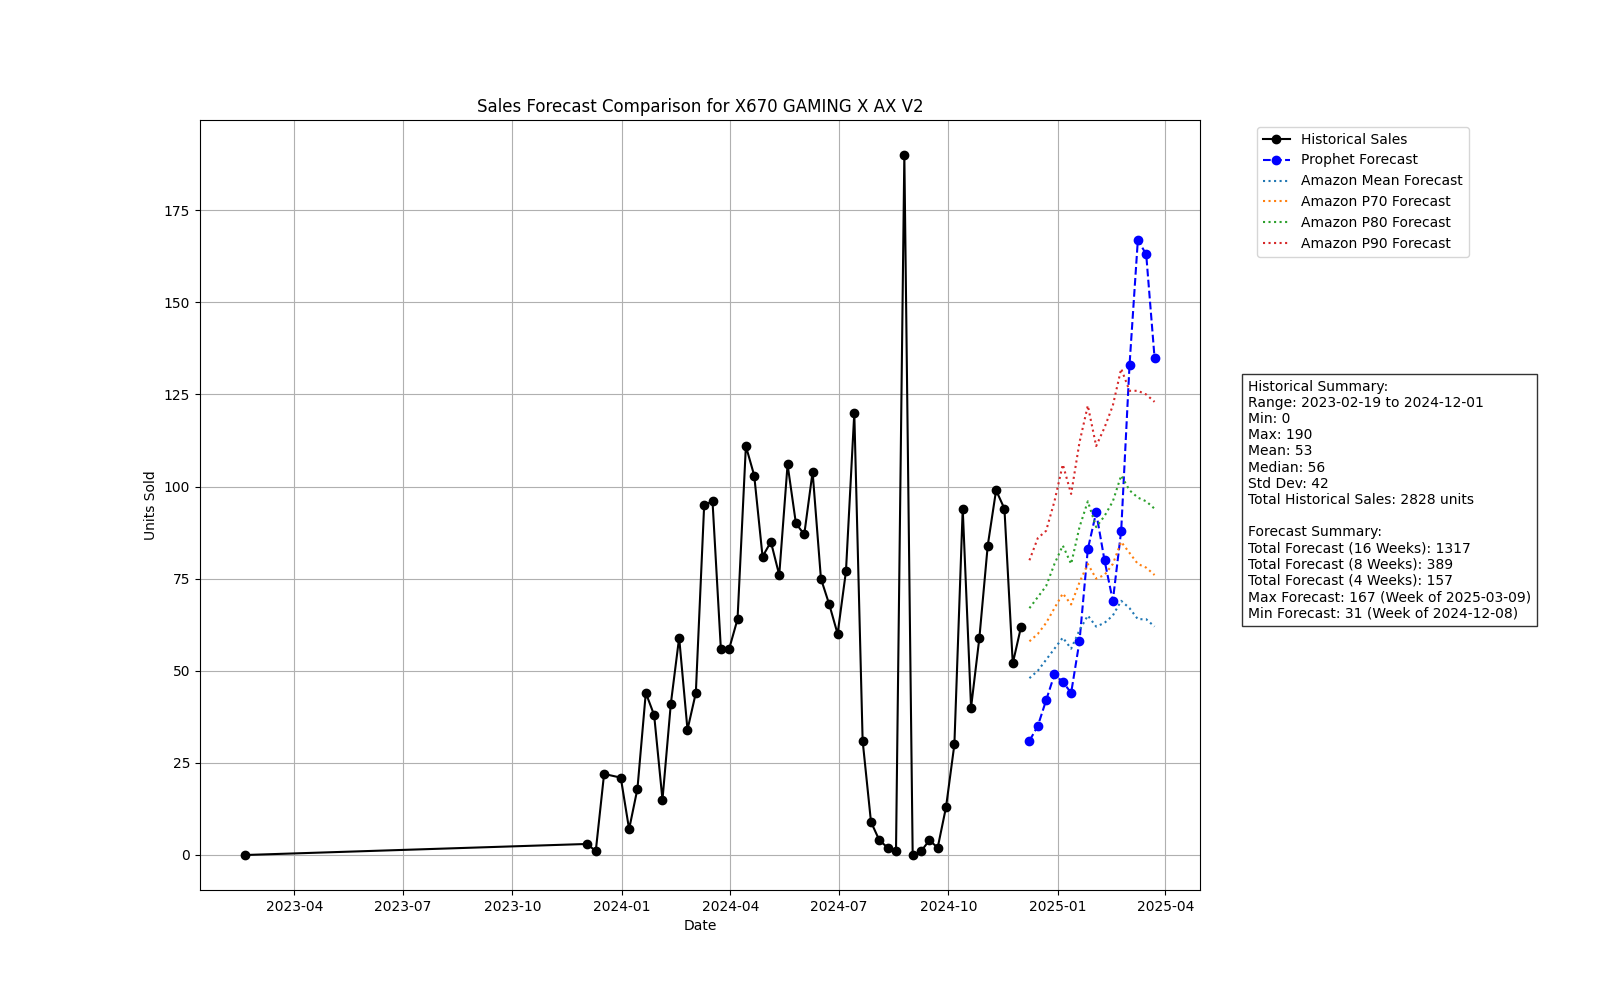 Sales Forecast Comparison for X670 GAMING X AX V2
Historical Sales
Prophet Forecast
Amazon Mean Forecast
Amazon P70 Forecast
Amazon P80 Forecast
Amazon P90 Forecast
175
150
125
100
75
50
25
0
Units Sold
2023-04
2023-07
2023-10
2024-01
2024-04
2024-07
2024-10
2025-01
2025-04
Date
Historical Summary:
Range: 2023-02-19 to 2024-12-01
Min: 0
Max: 190
Mean: 53
Median: 56
Std Dev: 42
Total Historical Sales: 2828 units
Forecast Summary:
Total Forecast (16 Weeks): 1317
Total Forecast (8 Weeks): 389
Total Forecast (4 Weeks): 157
Max Forecast: 167 (Week of 2025-03-09)
Min Forecast: 31 (Week of 2024-12-08)